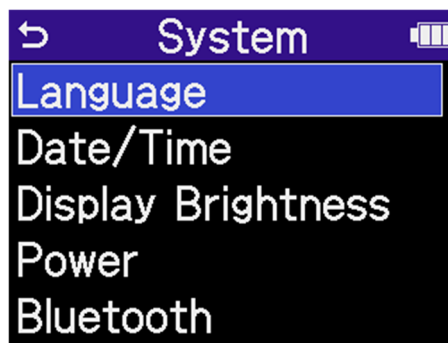 System
Language
Date/Time
Display Brightness
Power
Bluetooth